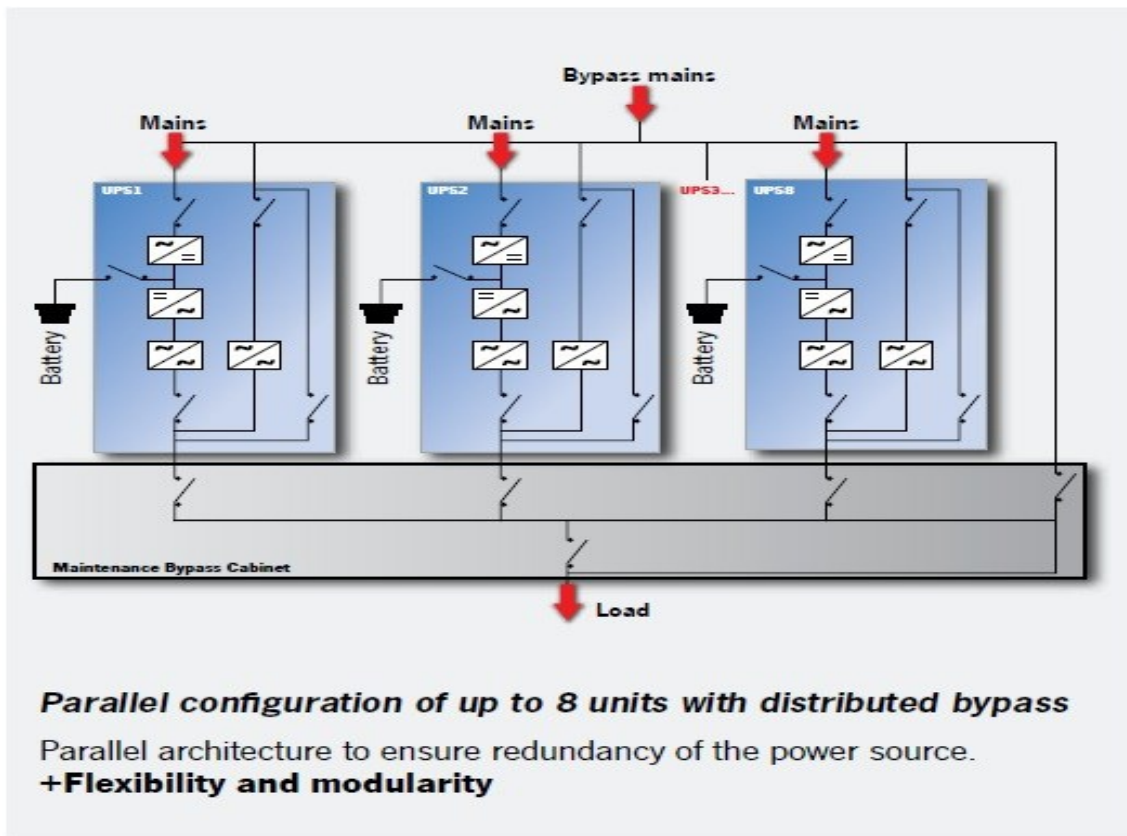 Bypass mains
Mains
Mains
Mains
UPS1
UPS2
UPS3...
UPS8
Battery
Battery
Battery
Maintenance Bypass Cabinet
Load
Parallel configuration of up to 8 units with distributed bypass
Parallel architecture to ensure redundancy of the power source.
+Flexibility and modularity